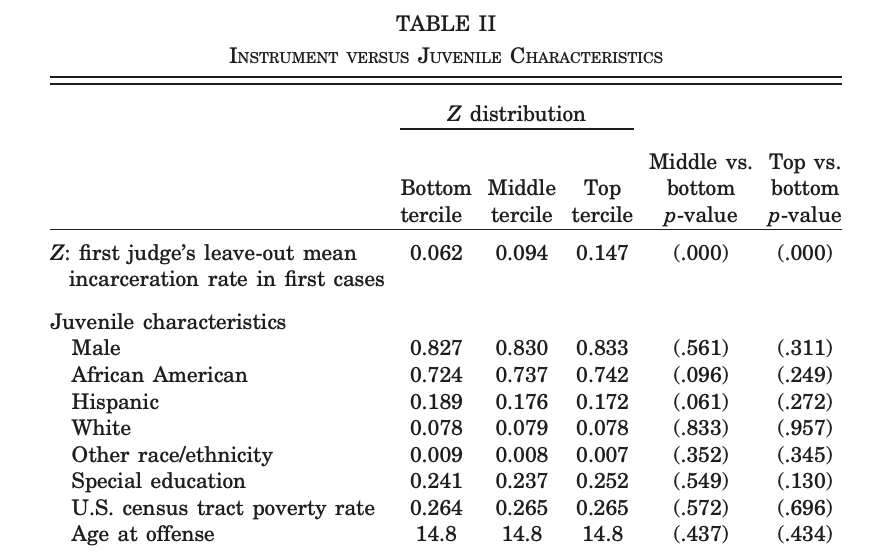 TABLE II
Instrument versus Juvenile Characteristics
Z distribution
Middle vs. Top vs.
Bottom Middle Top bottom bottom
tercile tercile tercile p-value p-value
Z: first judge's leave-out mean 0.062 0.094 0.147 (.000) (.000)
incarceration rate in first cases
Juvenile characteristics
Male 0.827 0.830 0.833 (.561) (.311)
African American 0.724 0.737 0.742 (.096) (.249)
Hispanic 0.189 0.176 0.172 (.061) (.272)
White 0.078 0.079 0.078 (.833) (.957)
Other race/ethnicity 0.009 0.008 0.007 (.352) (.345)
Special education 0.241 0.237 0.252 (.549) (.130)
U.S. census tract poverty rate 0.264 0.265 0.265 (.572) (.696)
Age at offense 14.8 14.8 14.8 (.437) (.434)